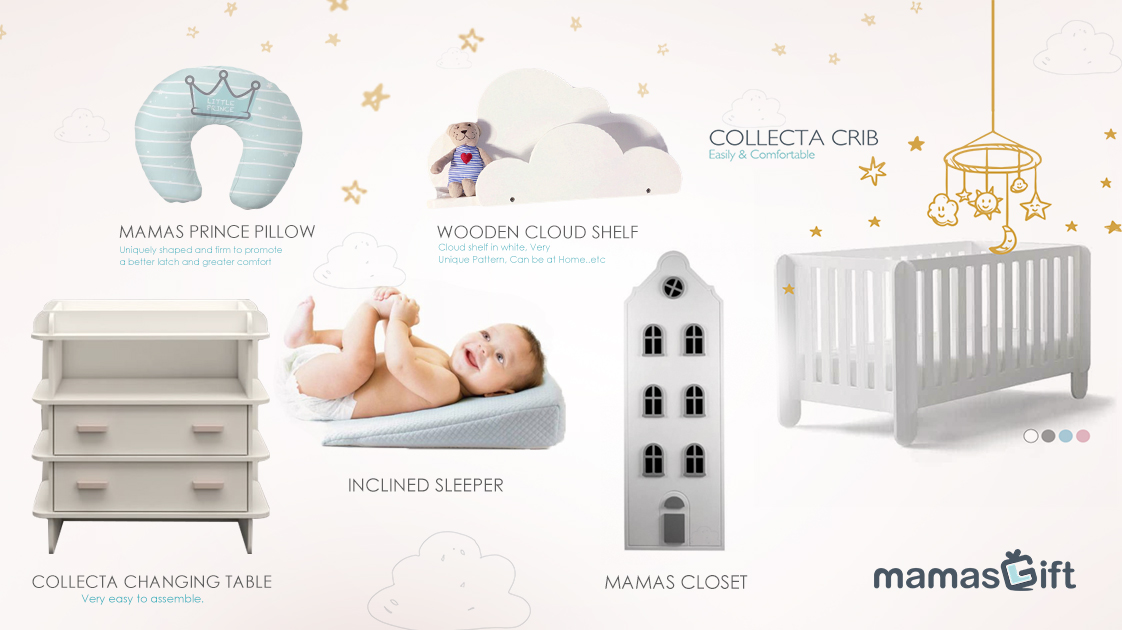 LITTLE
PRINCE
MAMAS PRINCE PILLOW
Uniquely shaped and firm to promote
a better latch and greater comfort
WOODEN CLOUD SHELF
Cloud shelf in white, Very
Unique Pattern, Can be at Home..etc
COLLECTA CRIB
Easily & Comfortable
INCLINED SLEEPER
COLLECTA CHANGING TABLE
Very easy to assemble.
MAMAS CLOSET
mamasGift